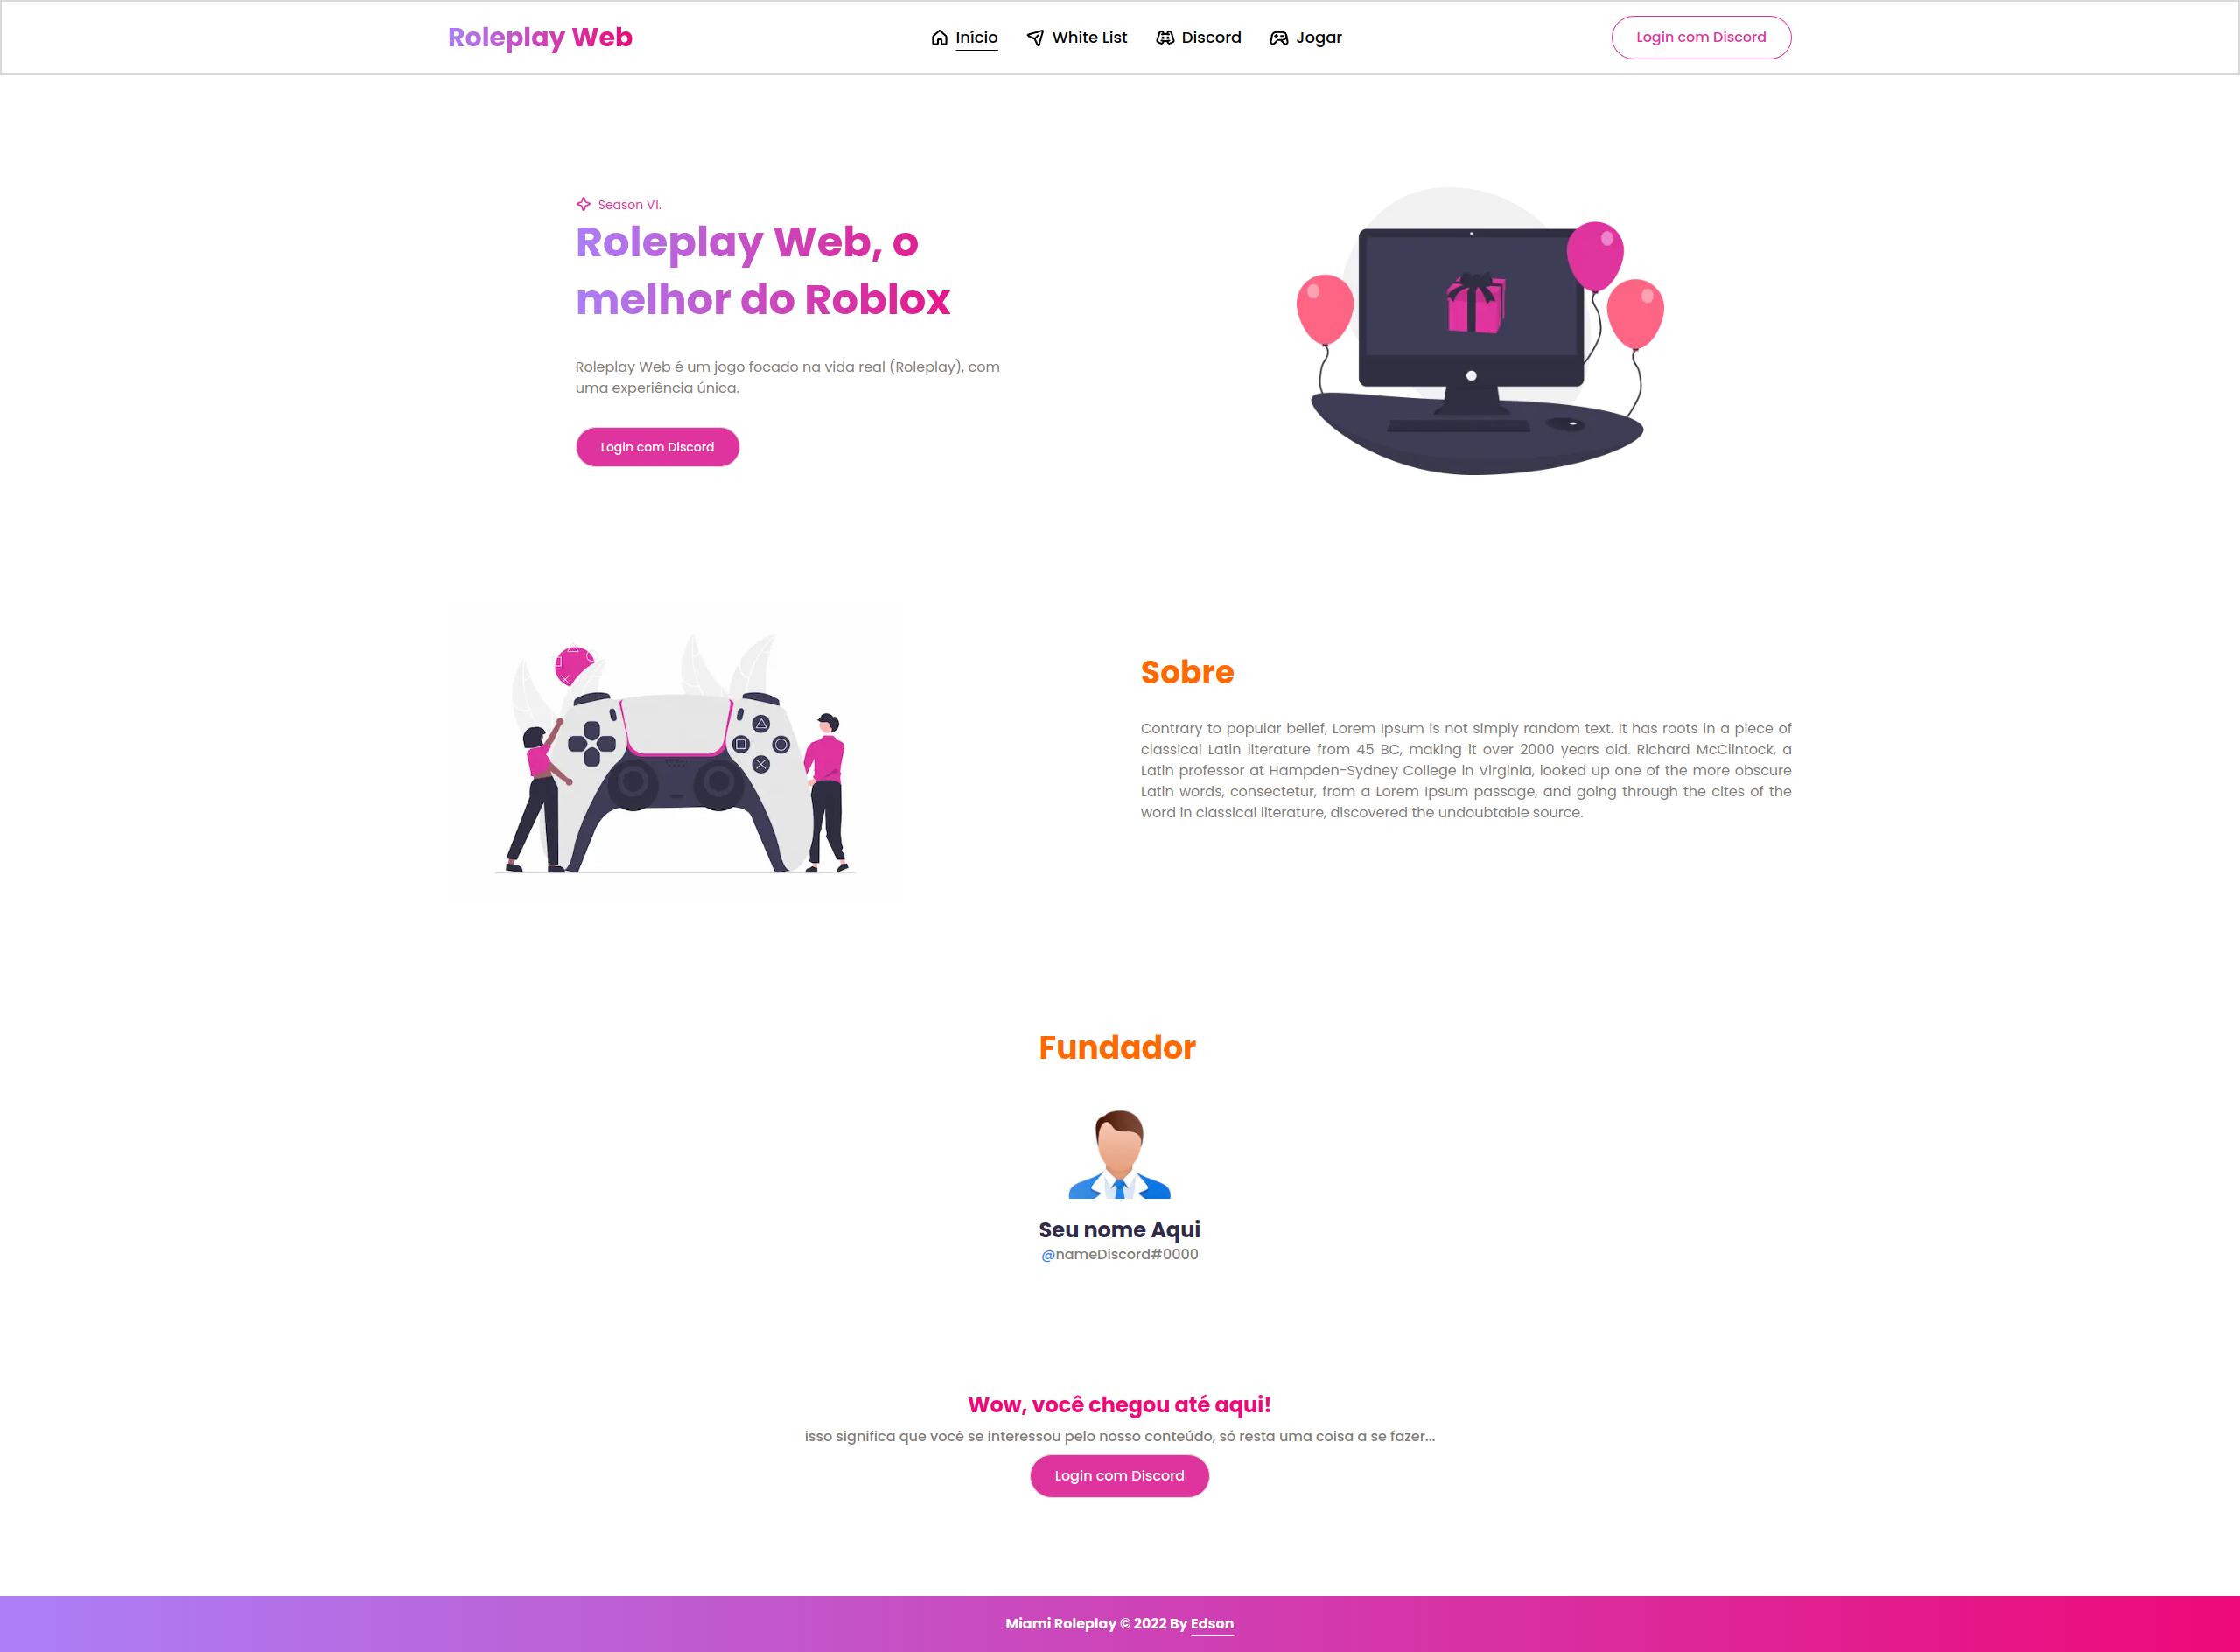 Roleplay Web
Início
White List
Discord
Jogar
Login com Discord
Season V1.
Roleplay Web, o
melhor do Roblox
Roleplay Web é um jogo focado na vida real (Roleplay), com
uma experiência única.
Login com Discord
Sobre
Contrary to popular belief, Lorem Ipsum is not simply random text. It has roots in a piece of
classical Latin literature from 45 BC, making it over 2000 years old. Richard McClintock, a
Latin professor at Hampden-Sydney College in Virginia, looked up one of the more obscure
Latin words, consectetur, from a Lorem Ipsum passage, and going through the cites of the
word in classical literature, discovered the undoubtable source.
Fundador
Seu nome Aqui
@nameDiscord#0000
Wow, você chegou até aqui!
isso significa que você se interessou pelo nosso conteúdo, só resta uma coisa a se fazer...
Login com Discord
Miami Roleplay © 2022 By Edson